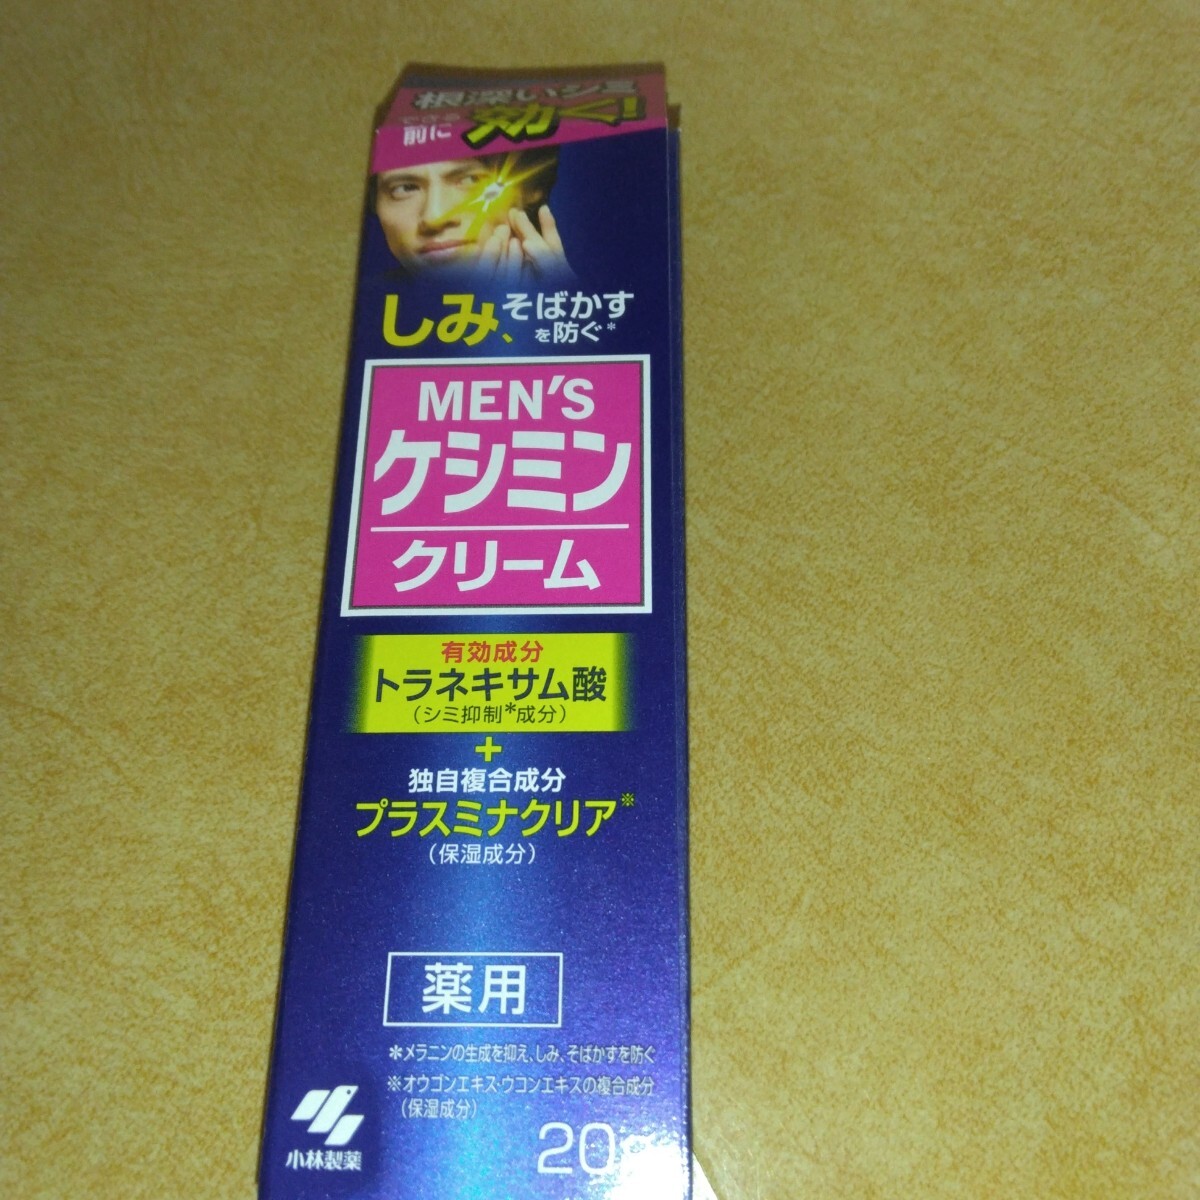 根深いシミ
できる
前に 効く!
しみ、そばかす
を防ぐ*
MEN'S
ケシミン
クリーム
有効成分
トラネキサム酸
(シミ抑制*成分)
+
独自複合成分
プラスミナクリア※
(保湿成分)
薬用
*メラニンの生成を抑え、しみ、そばかすを防ぐ
※オウゴンエキス・ウコンエキスの複合成分
(保湿成分)
小林製薬
20